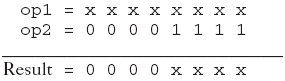 op1 = x x x x x x x x
op2 = 0 0 0 0 1 1 1 1
Result = 0 0 0 0 x x x x